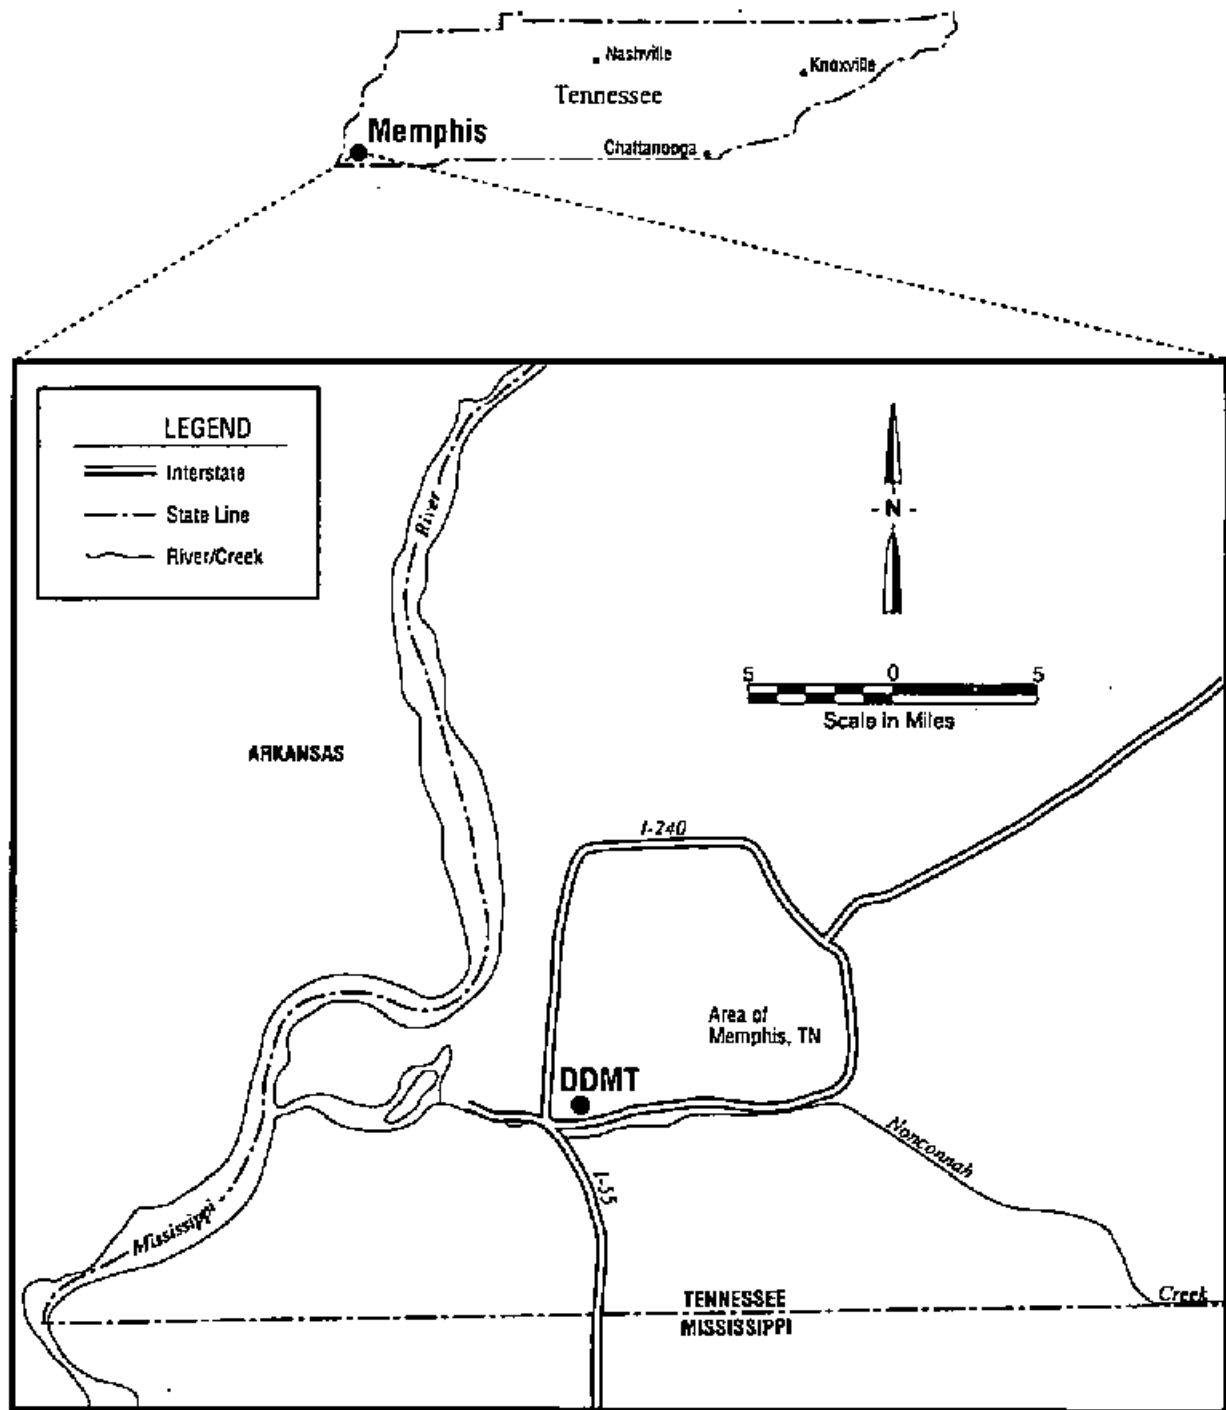 Nashville
Knoxville
Tennessee
Memphis
Chattanooga
LEGEND
Interstate
State Line
River/Creek
River
- N -
5 0 5
Scale in Miles
ARKANSAS
I-240
Area of
Memphis, TN
DDMT
Nonconnah
I-55
Mississippi
Creek
TENNESSEE
MISSISSIPPI